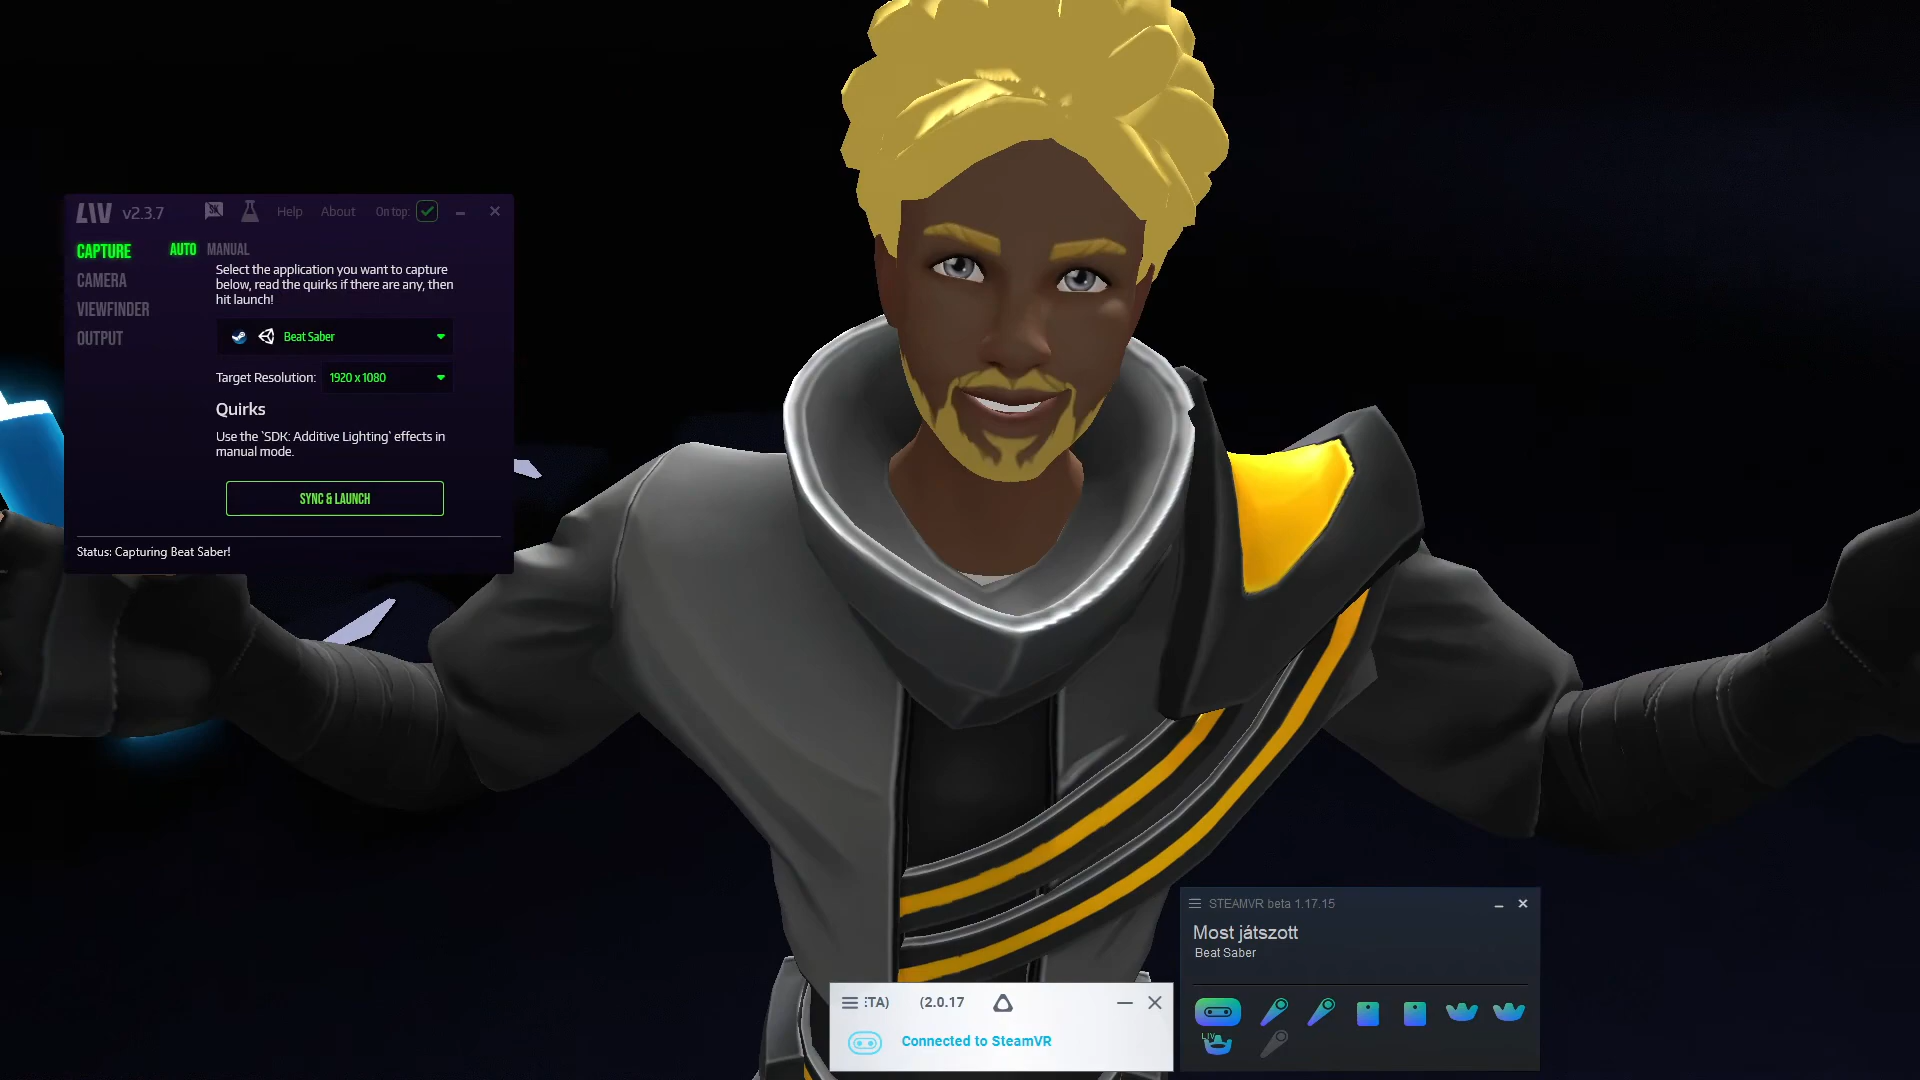 LIV v2.3.7 Help About On top:
CAPTURE
CAMERA
VIEWFINDER
OUTPUT
AUTO MANUAL
Select the application you want to capture
below, read the quirks if there are any, then
hit launch!
Beat Saber
Target Resolution: 1920 x 1080
Quirks
Use the `SDK: Additive Lighting` effects in
manual mode.
SYNC & LAUNCH
Status: Capturing Beat Saber!
STEAMVR beta 1.17.15
Most játszott
Beat Saber
LIV
TA) (2.0.17
Connected to SteamVR